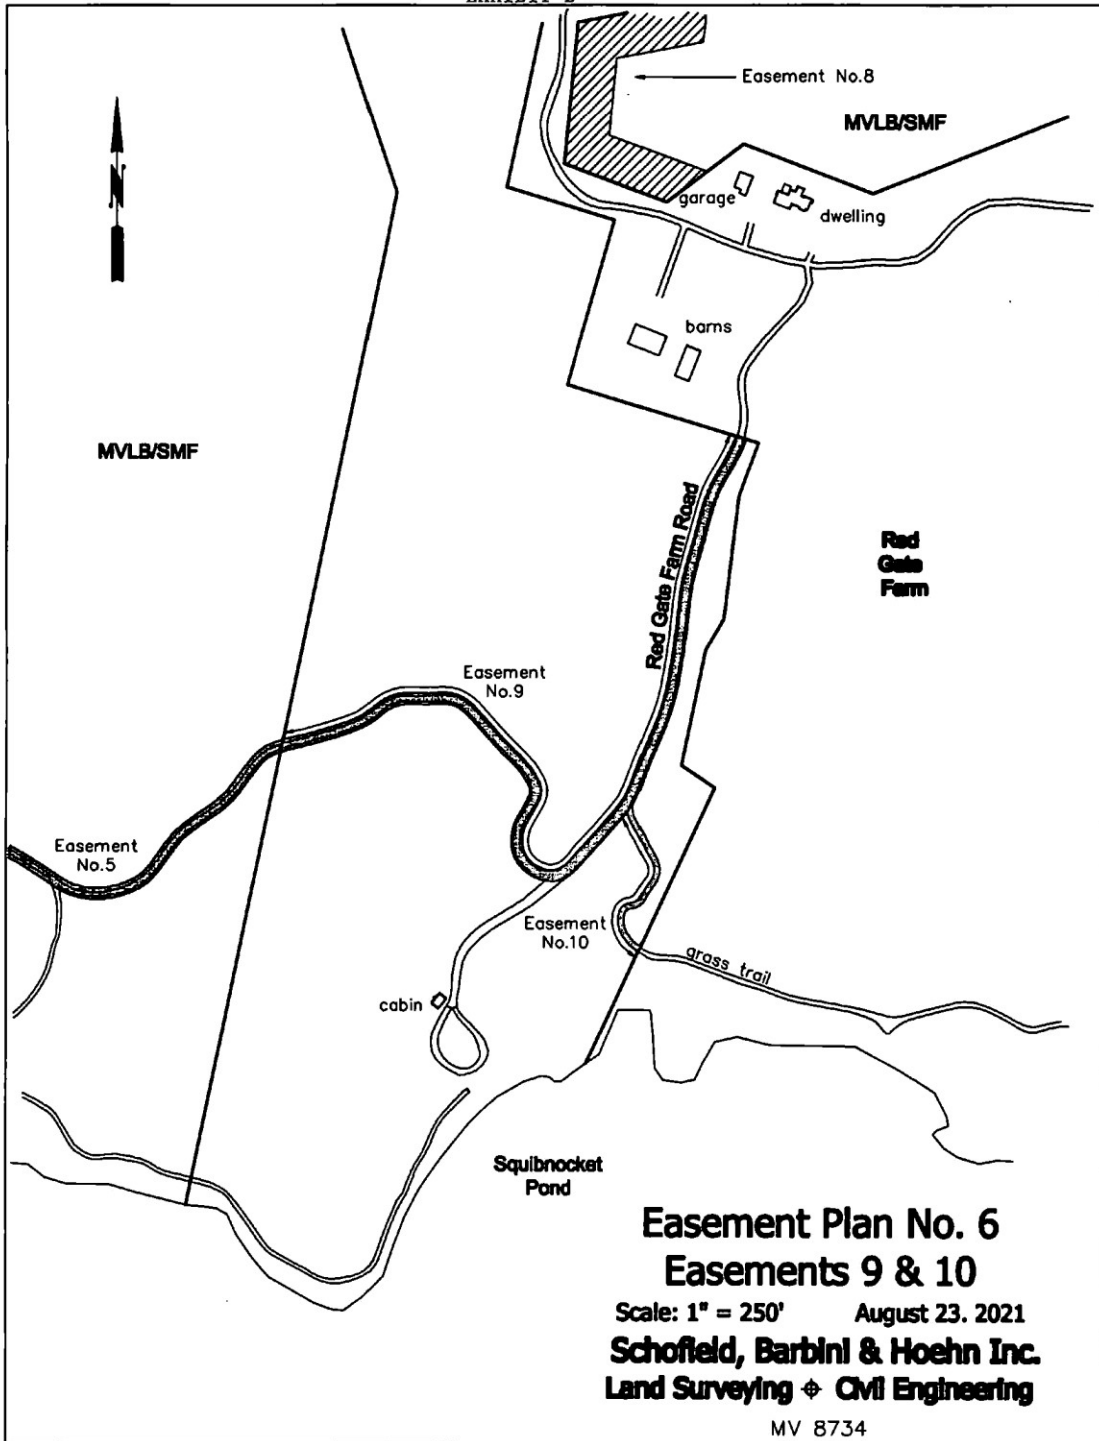 Easement No.8
MVLB/SMF
N
garage
dwelling
barns
MVLB/SMF
Red Gate Farm Road
Red
Gate
Farm
Easement
No.9
Easement
No.5
Easement
No.10
grass trail
cabin
Squibnocket
Pond
Easement Plan No. 6
Easements 9 & 10
Scale: 1" = 250' August 23. 2021
Schofield, Barbini & Hoehn Inc.
Land Surveying Civil Engineering
MV 8734